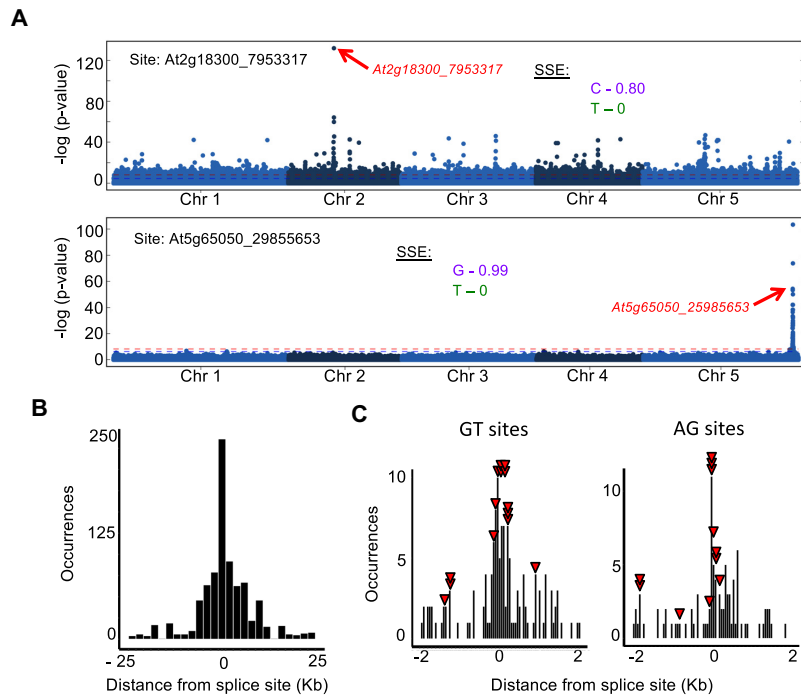 A
-log (p-value)
120
80
40
0
Site: At2g18300_7953317
At2g18300_7953317
SSE:
C - 0.80
T – 0
Chr 1
Chr 2
Chr 3
Chr 4
Chr 5
-log (p-value)
100
80
60
40
20
0
Site: At5g65050_29855653
SSE:
G - 0.99
T – 0
At5g65050_25985653
Chr 1
Chr 2
Chr 3
Chr 4
Chr 5
B
Occurrences
250
125
0
- 25
0
25
Distance from splice site (Kb)
C
GT sites
Occurrences
10
5
0
-2
0
2
AG sites
10
5
0
-2
0
2
Distance from splice site (Kb)